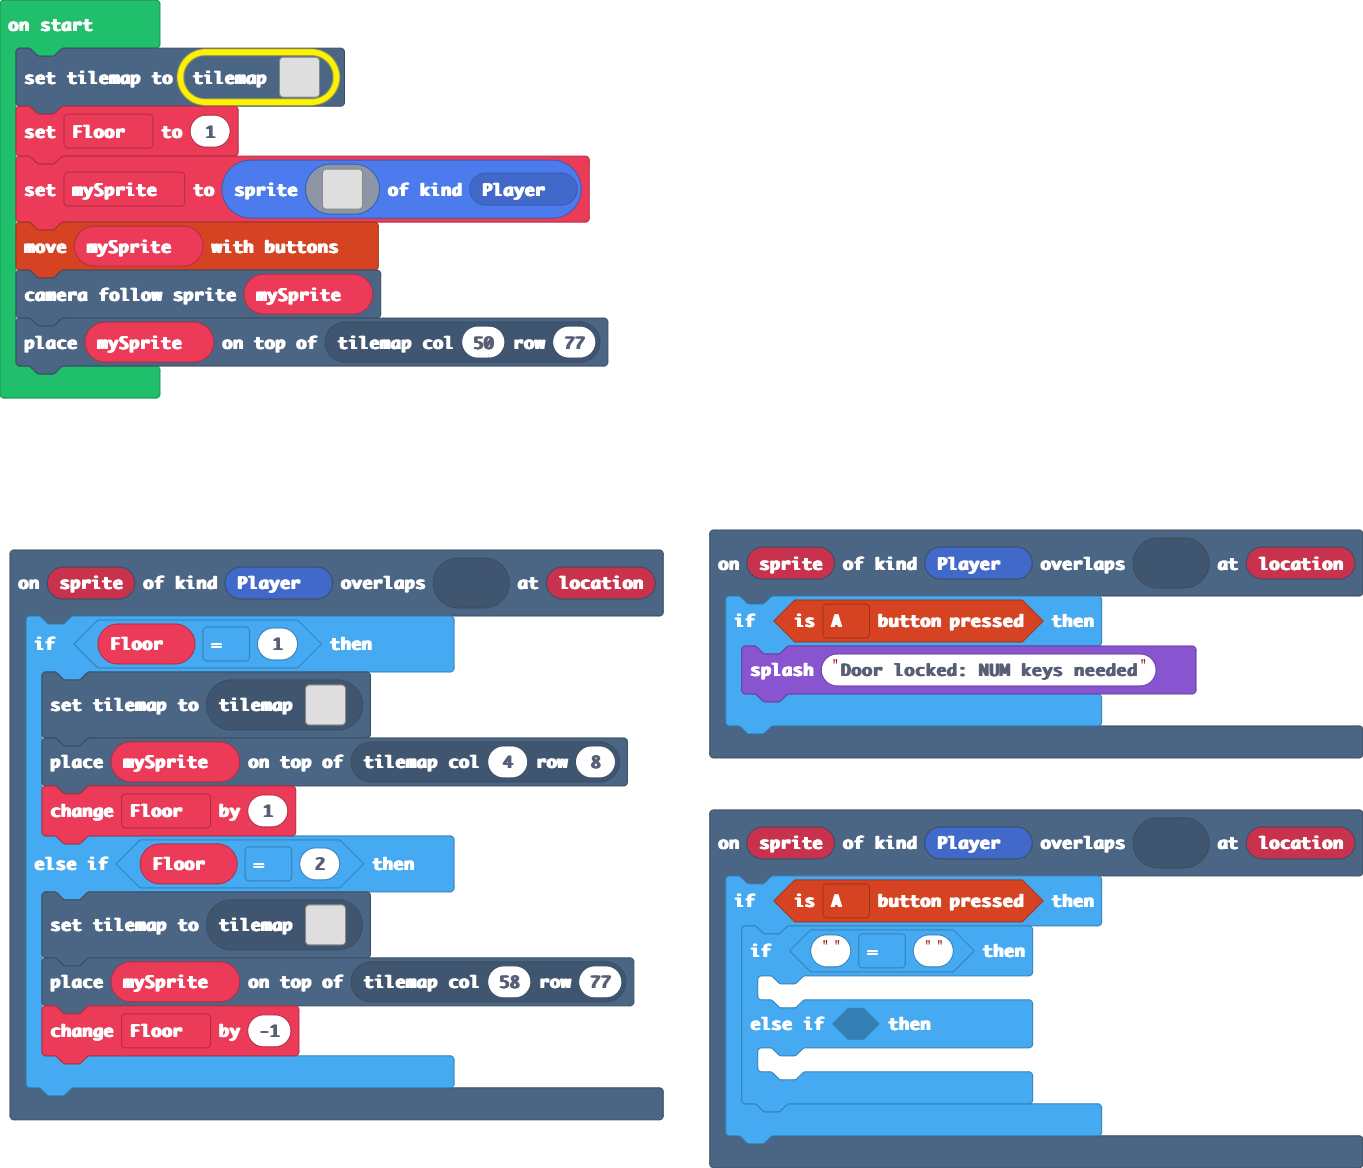 on start
set tilemap to tilemap
set Floor to 1
set mySprite to sprite of kind Player
move mySprite with buttons
camera follow sprite mySprite
place mySprite on top of tilemap col 50 row 77
on sprite of kind Player overlaps at location
if Floor = 1 then
set tilemap to tilemap
place mySprite on top of tilemap col 4 row 8
change Floor by 1
else if Floor = 2 then
set tilemap to tilemap
place mySprite on top of tilemap col 58 row 77
change Floor by -1
on sprite of kind Player overlaps at location
if is A button pressed then
splash "Door locked: NUM keys needed"
on sprite of kind Player overlaps at location
if is A button pressed then
if "" = "" then
else if then